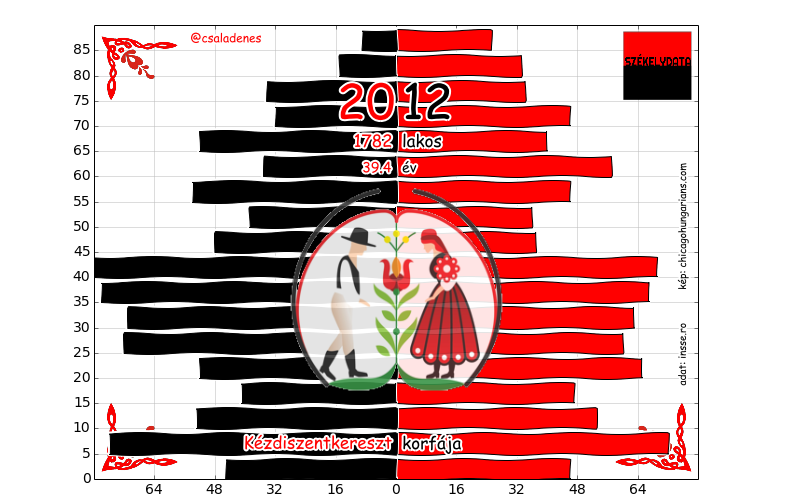 @csaladenes
SZÉKELYDATA
2012
1782 lakos
39.4 év
kép: chicagohungarians.com
adat: insse.ro
Kézdiszentkereszt korfája
85
80
75
70
65
60
55
50
45
40
35
30
25
20
15
10
5
0
64 48 32 16 0 16 32 48 64